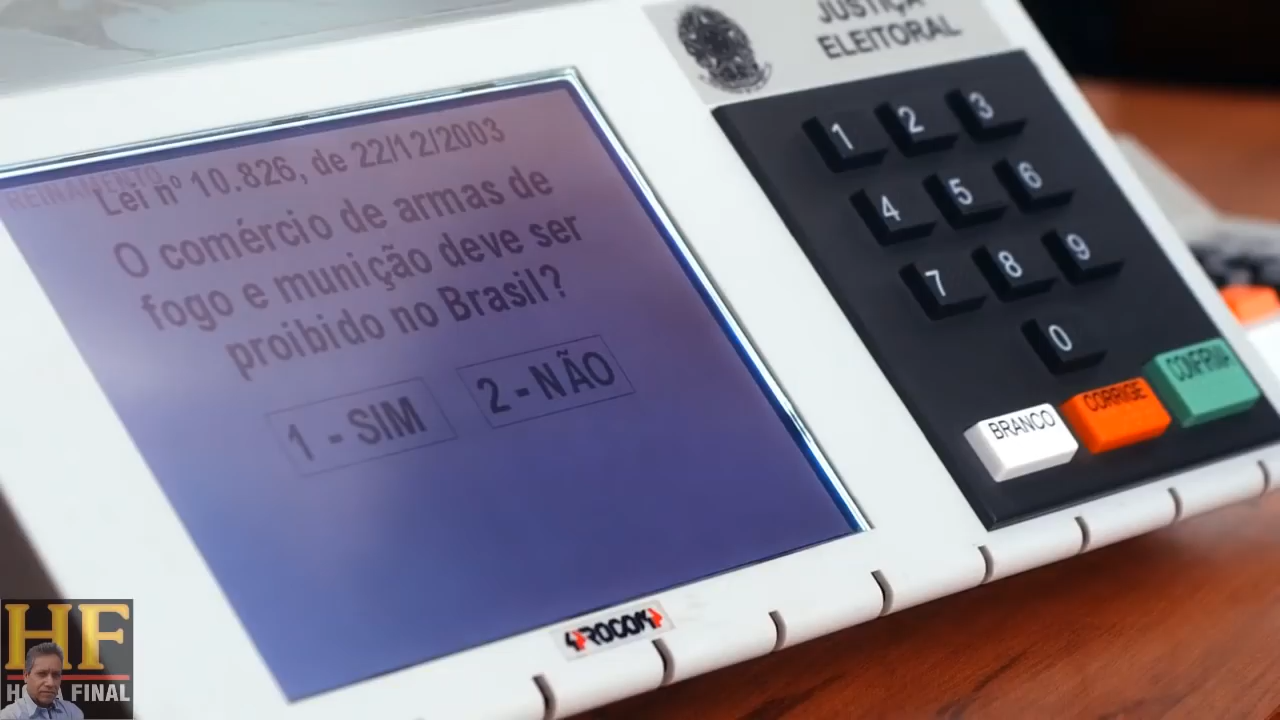 JUSTIÇA
ELEITORAL
Lei nº 10.826, de 22/12/2003
O comércio de armas de
fogo e munição deve ser
proibido no Brasil?
1 - SIM
2 - NÃO
1
2
3
4
5
6
7
8
9
0
BRANCO
CORRIGE
CONFIRMA
PROCOMP
HF
FINAL